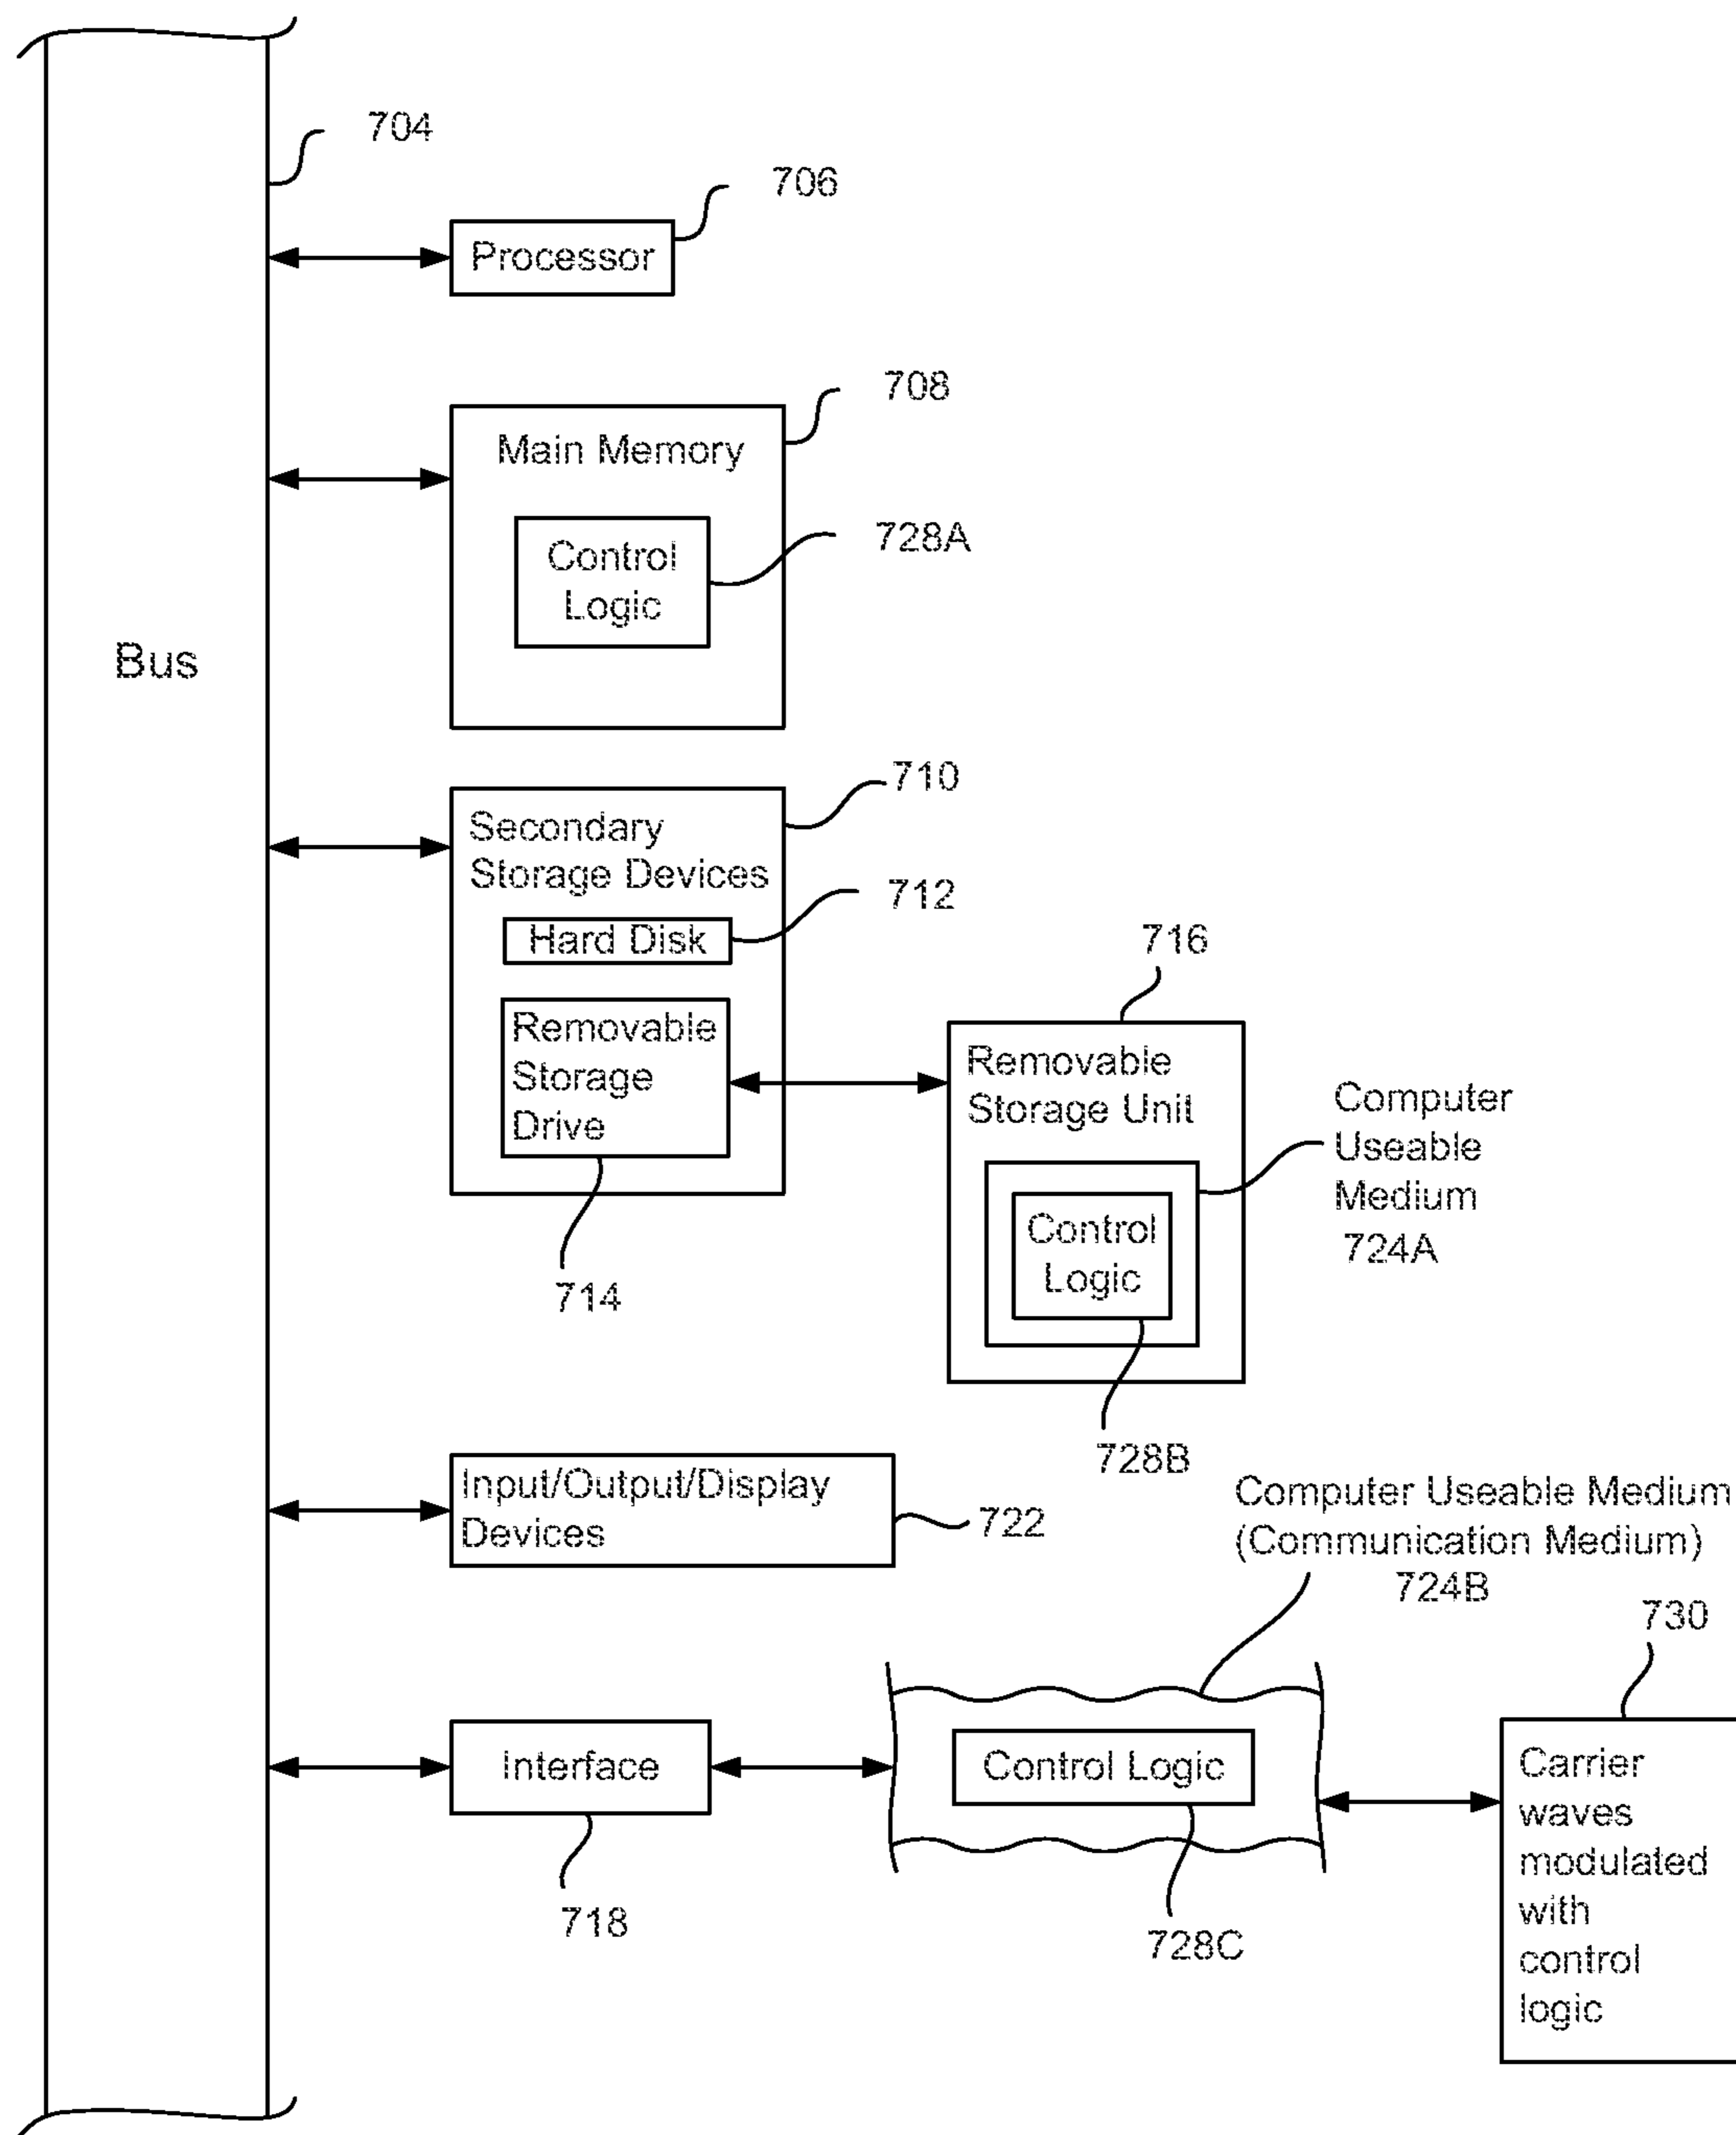 704
706
Processor
708
Main Memory
Control
Logic
728A
Bus
710
Secondary
Storage Devices
712
Hard Disk
716
Removable
Storage
Drive
714
Removable
Storage Unit
Computer
Useable
Medium
724A
Control
Logic
728B
Input/Output/Display
Devices
722
Computer Useable Medium
(Communication Medium)
724B
730
Interface
718
Control Logic
728C
Carrier
waves
modulated
with
control
logic